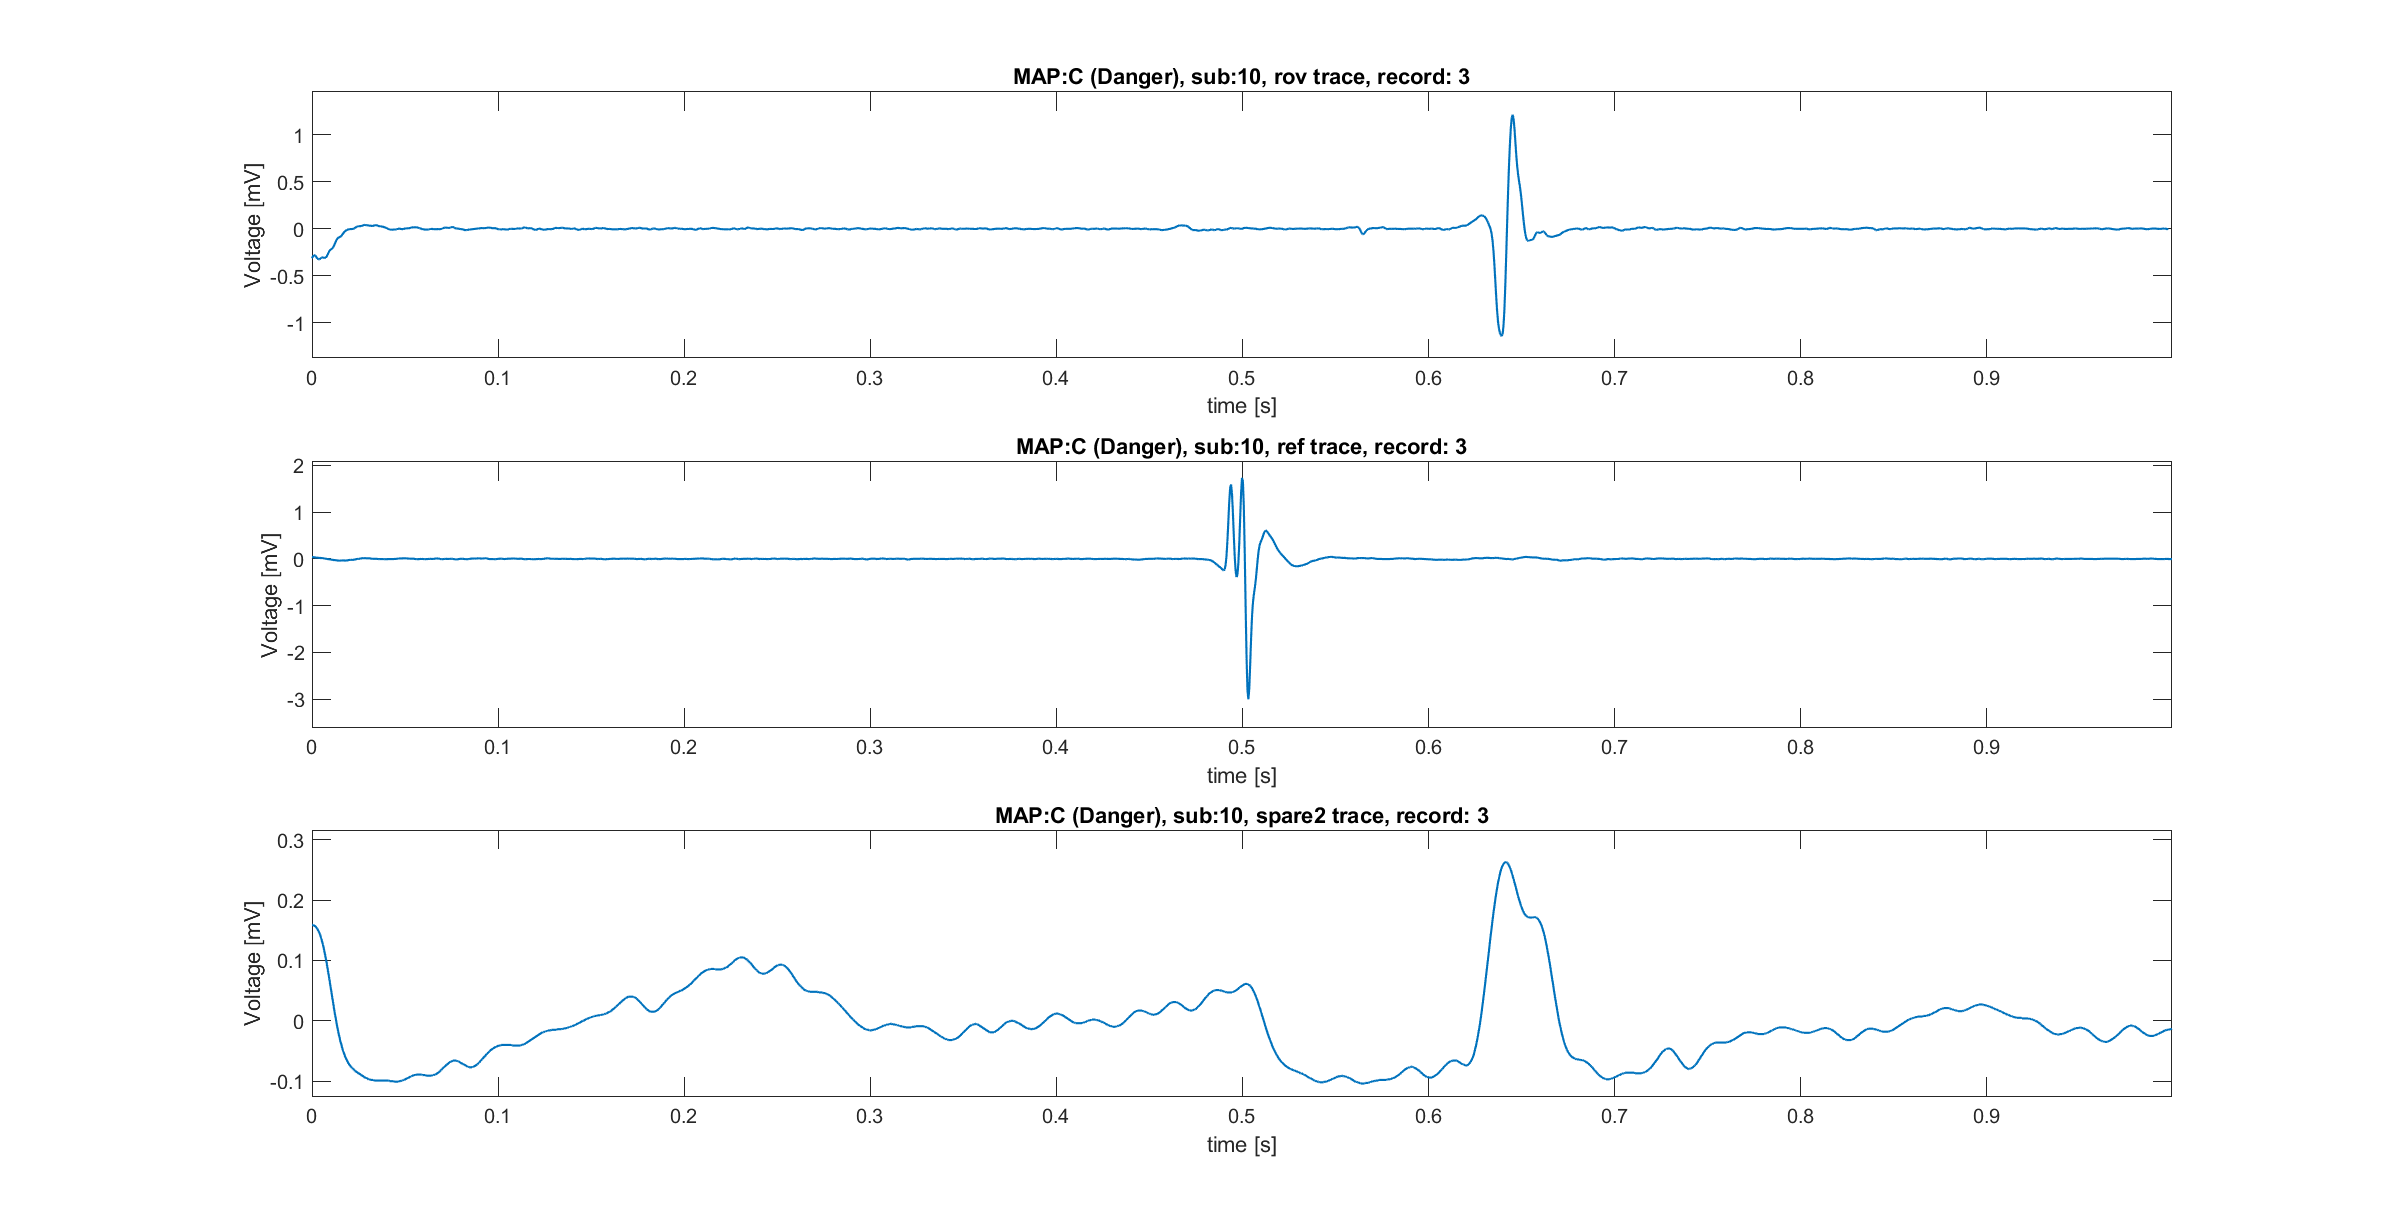 MAP:C (Danger), sub:10, rov trace, record: 3
Voltage [mV]
1
0.5
0
-0.5
-1
0 0.1 0.2 0.3 0.4 0.5 0.6 0.7 0.8 0.9
time [s]
MAP:C (Danger), sub:10, ref trace, record: 3
Voltage [mV]
2
1
0
-1
-2
-3
0 0.1 0.2 0.3 0.4 0.5 0.6 0.7 0.8 0.9
time [s]
MAP:C (Danger), sub:10, spare2 trace, record: 3
Voltage [mV]
0.3
0.2
0.1
0
-0.1
0 0.1 0.2 0.3 0.4 0.5 0.6 0.7 0.8 0.9
time [s]